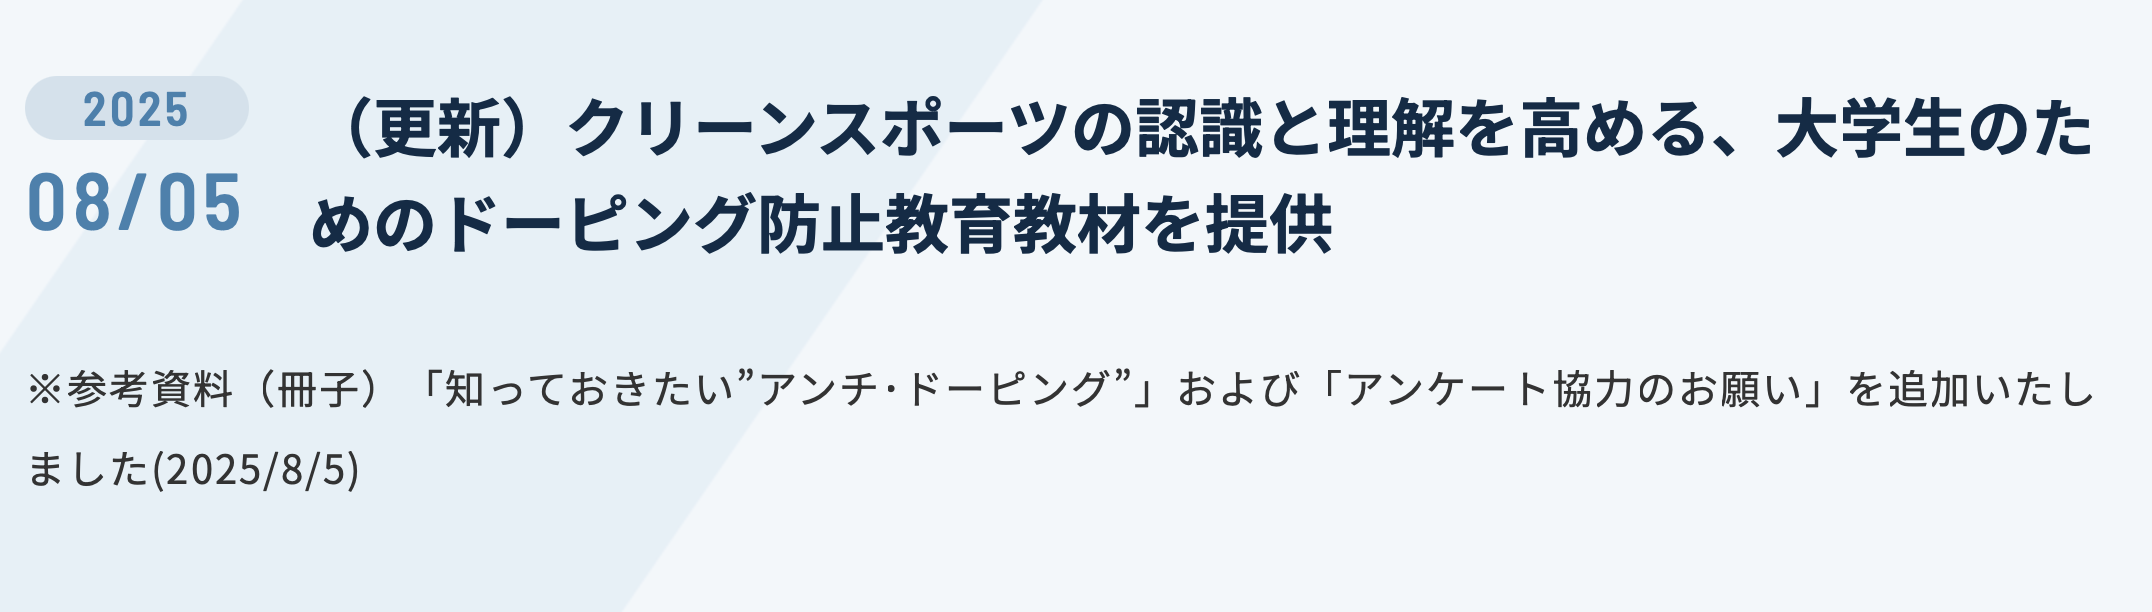 2025
08/05
（更新）クリーンスポーツの認識と理解を高める、大学生のた
めのドーピング防止教育教材を提供
※参考資料（冊子）「知っておきたい”アンチ･ドーピング”」および「アンケート協力のお願い」を追加いたし
ました(2025/8/5)